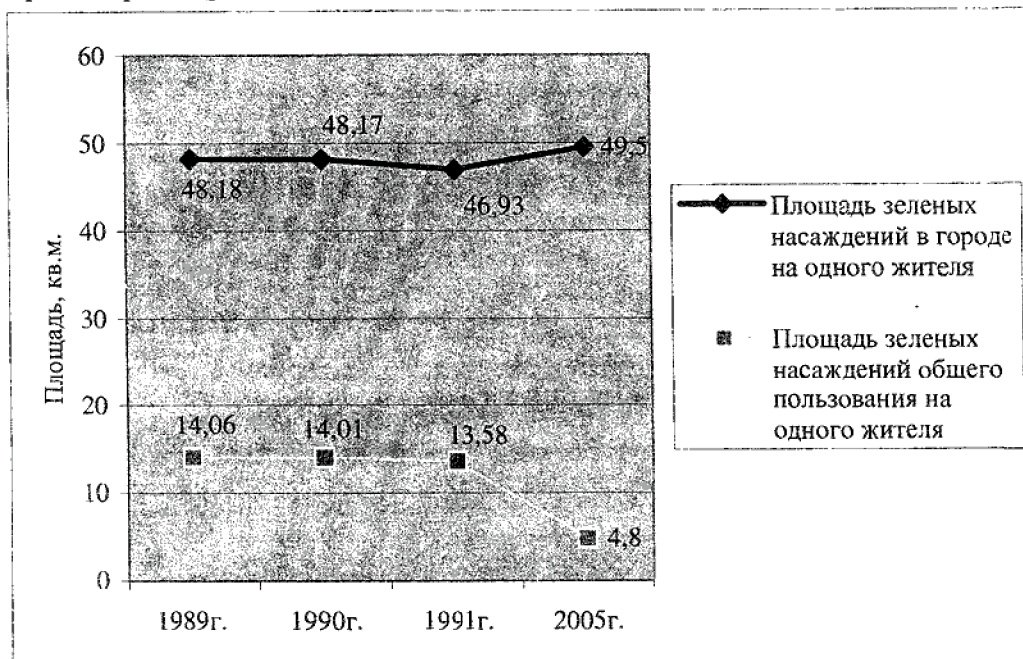 60
50
40
30
20
10
0
Площадь, кв.м.
48,18
48,17
46,93
49,5
14,06
14,01
13,58
4,8
1989г.
1990г.
1991г.
2005г.
Площадь зеленых
насаждений в городе
на одного жителя
Площадь зеленых
насаждений общего
пользования на
одного жителя